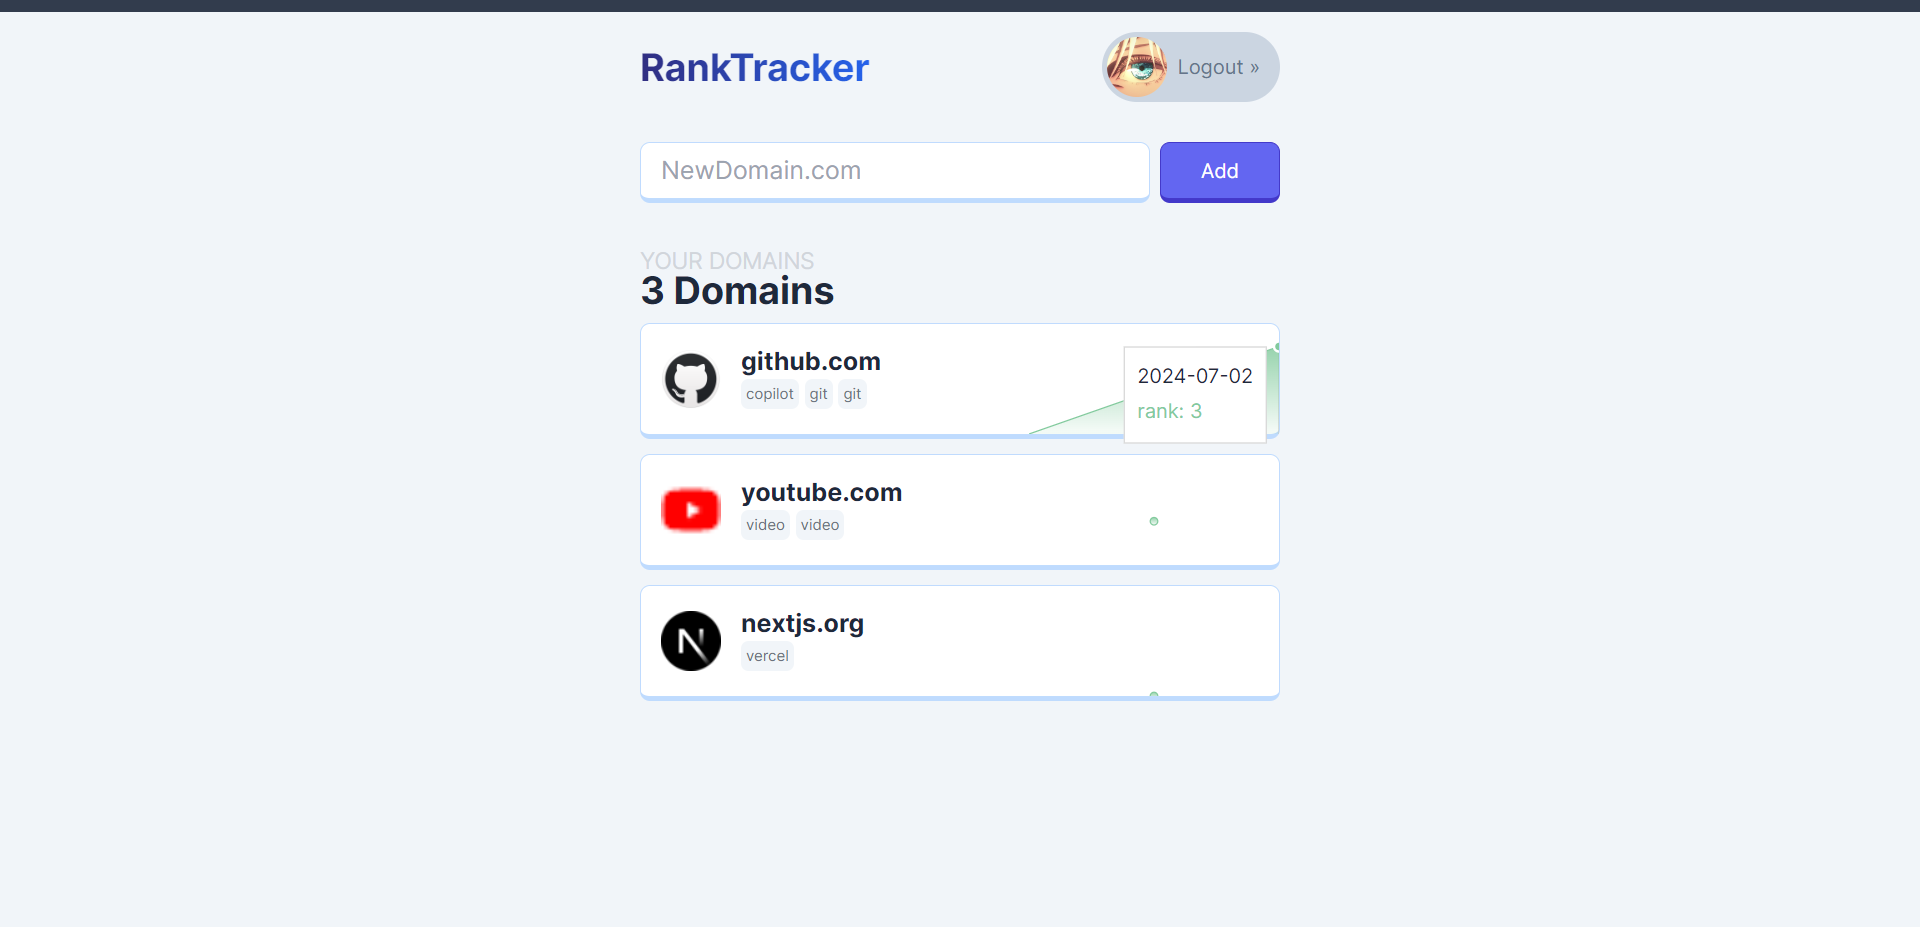 RankTracker
Logout »
NewDomain.com
Add
YOUR DOMAINS
3 Domains
github.com
copilot git git
2024-07-02
rank: 3
youtube.com
video video
nextjs.org
vercel